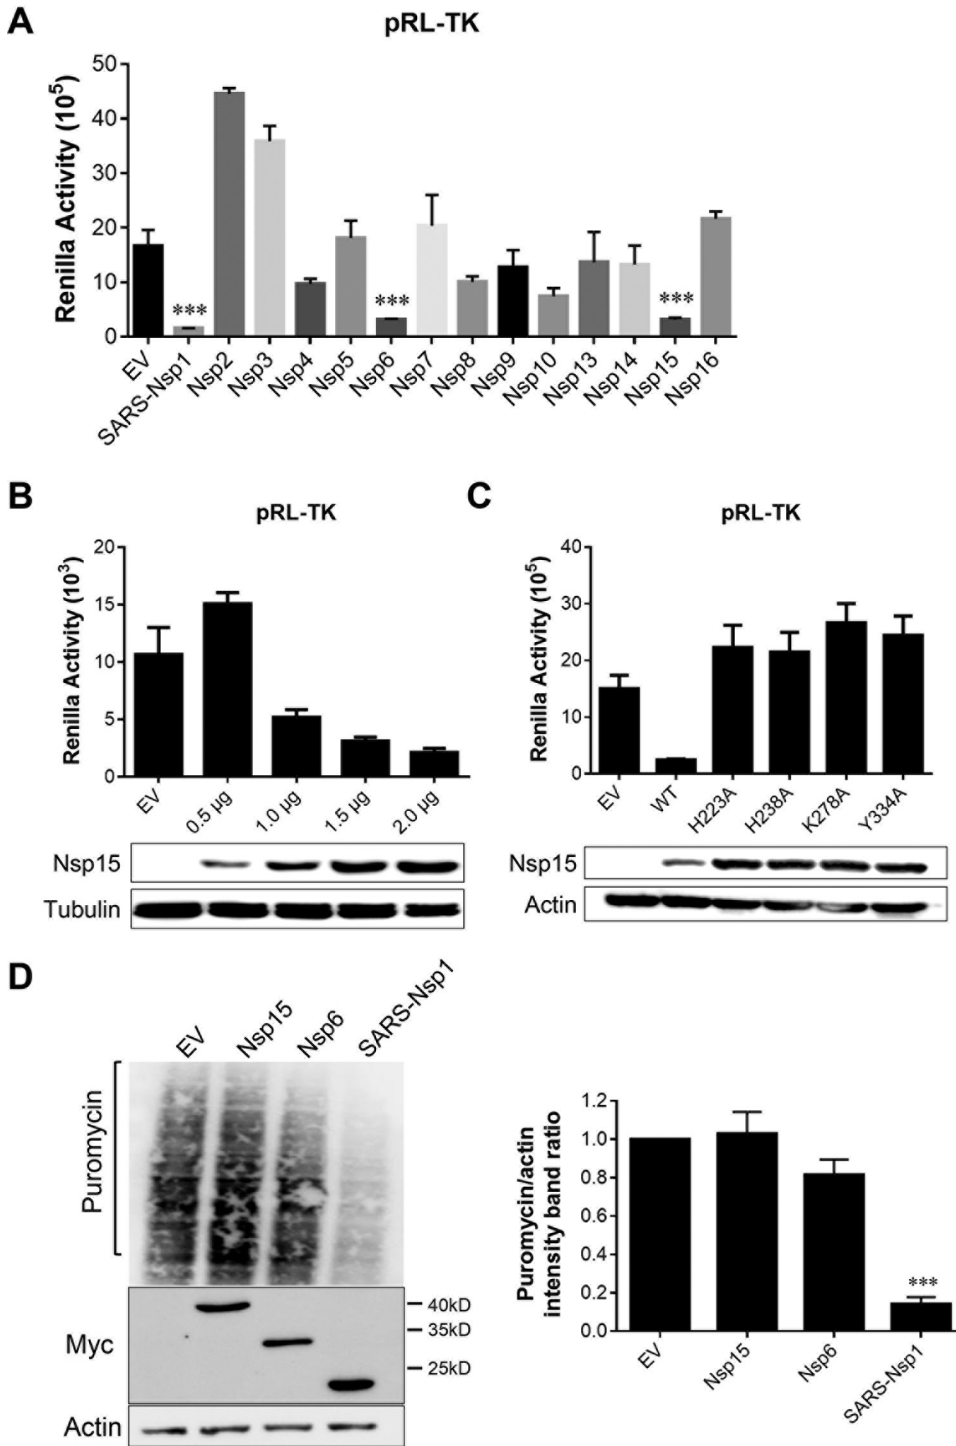 A
pRL-TK
Renilla Activity (10⁵)
50
40
30
20
10
0
***
***
***
EV
SARS-Nsp1
Nsp2
Nsp3
Nsp4
Nsp5
Nsp6
Nsp7
Nsp8
Nsp9
Nsp10
Nsp13
Nsp14
Nsp15
Nsp16
B
pRL-TK
Renilla Activity (10³)
20
15
10
5
0
EV
0.5 µg
1.0 µg
1.5 µg
2.0 µg
Nsp15
Tubulin
C
pRL-TK
Renilla Activity (10⁵)
40
30
20
10
0
EV
WT
H223A
H238A
K278A
Y334A
Nsp15
Actin
D
EV
Nsp15
Nsp6
SARS-Nsp1
Puromycin
Myc
40kD
35kD
25kD
Actin
Puromycin/actin
intensity band ratio
1.2
1.0
0.8
0.6
0.4
0.2
0.0
***
EV
Nsp15
Nsp6
SARS-Nsp1